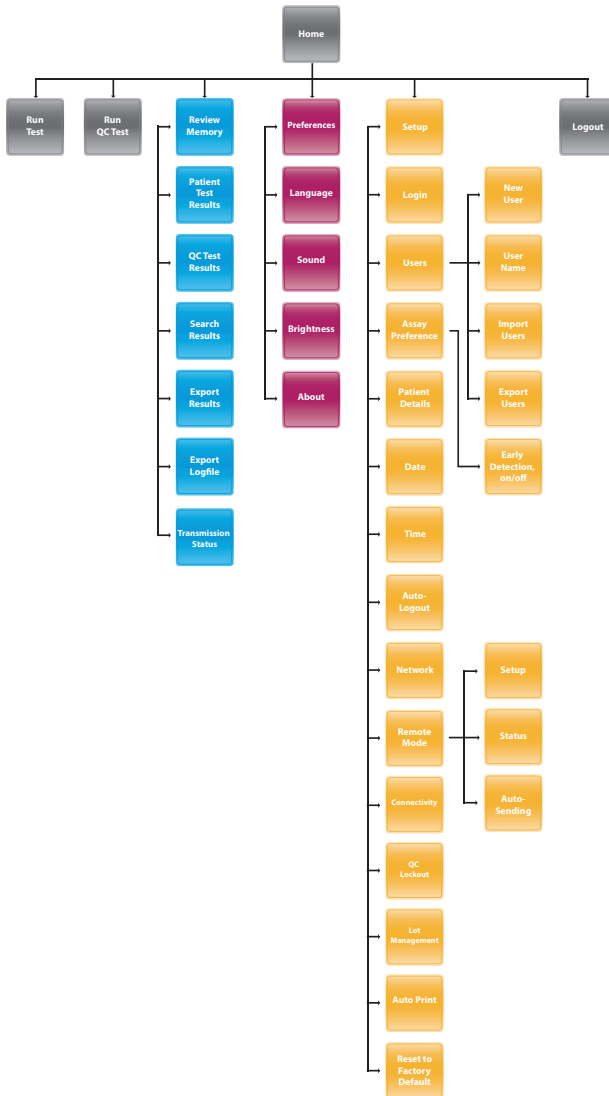 Home
Run
Test
Run
QC Test
Review
Memory
Preferences
Setup
Logout
Patient
Test
Results
QC Test
Results
Search
Results
Export
Results
Export
Logfile
Transmission
Status
Language
Sound
Brightness
About
Login
Users
Assay
Preference
Patient
Details
Date
Time
Auto-
Logout
Network
Remote
Mode
Connectivity
QC
Lockout
Lot
Management
Auto Print
Reset to
Factory
Default
New
User
User
Name
Import
Users
Export
Users
Early
Detection,
on/off
Setup
Status
Auto-
Sending